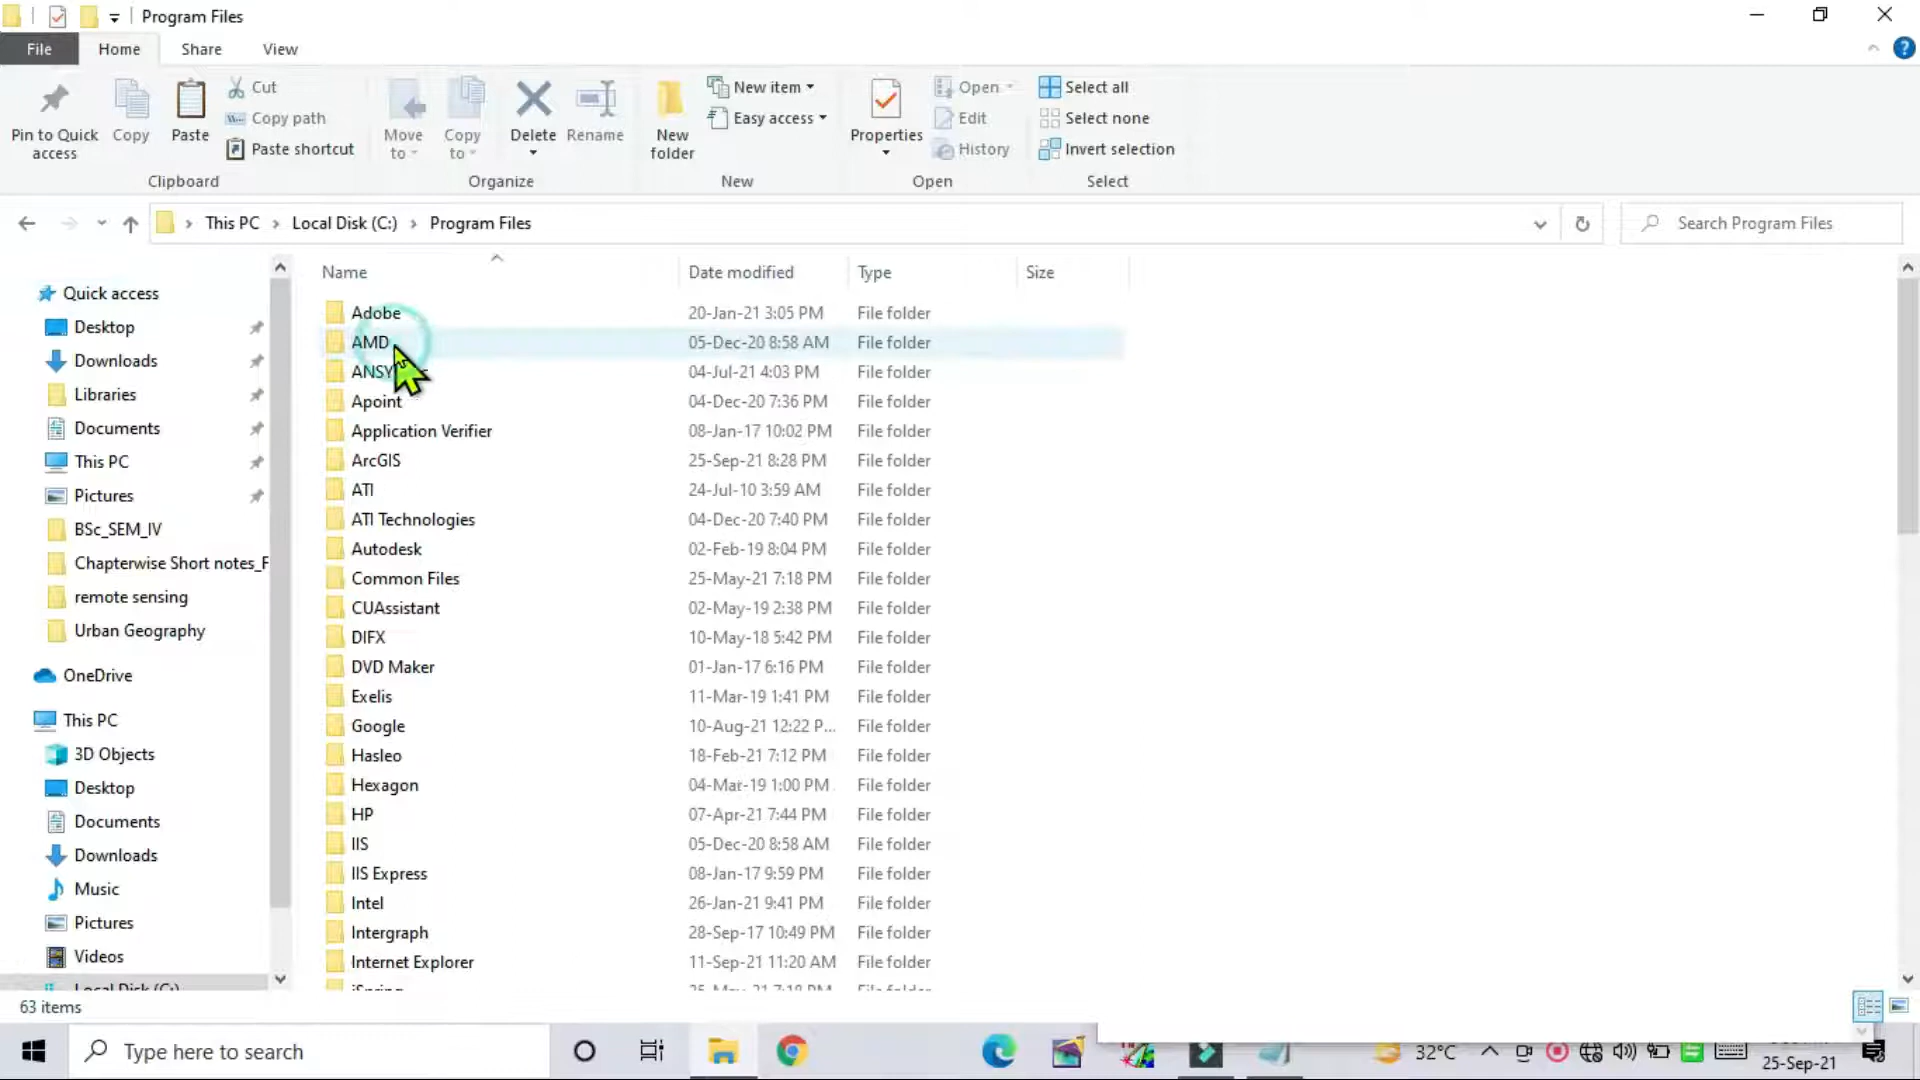 Program Files
File Home Share View
Pin to Quick access
Copy
Paste
Cut
Copy path
Paste shortcut
Clipboard
Move to
Copy to
Delete
Rename
Organize
New folder
New item
Easy access
New
Properties
Open
Edit
History
Open
Select all
Select none
Invert selection
Select
This PC > Local Disk (C:) > Program Files
Search Program Files
Quick access
Desktop
Downloads
Libraries
Documents
This PC
Pictures
BSc_SEM_IV
Chapterwise Short notes_F
remote sensing
Urban Geography
OneDrive
This PC
3D Objects
Desktop
Documents
Downloads
Music
Pictures
Videos
Local Disk (C:)
Name Date modified Type Size
Adobe 20-Jan-21 3:05 PM File folder
AMD 05-Dec-20 8:58 AM File folder
ANSY 04-Jul-21 4:03 PM File folder
Apoint 04-Dec-20 7:36 PM File folder
Application Verifier 08-Jan-17 10:02 PM File folder
ArcGIS 25-Sep-21 8:28 PM File folder
ATI 24-Jul-10 3:59 AM File folder
ATI Technologies 04-Dec-20 7:40 PM File folder
Autodesk 02-Feb-19 8:04 PM File folder
Common Files 25-May-21 7:18 PM File folder
CUAssistant 02-May-19 2:38 PM File folder
DIFX 10-May-18 5:42 PM File folder
DVD Maker 01-Jan-17 6:16 PM File folder
Exelis 11-Mar-19 1:41 PM File folder
Google 10-Aug-21 12:22 P... File folder
Hasleo 18-Feb-21 7:12 PM File folder
Hexagon 04-Mar-19 1:00 PM File folder
HP 07-Apr-21 7:44 PM File folder
IIS 05-Dec-20 8:58 AM File folder
IIS Express 08-Jan-17 9:59 PM File folder
Intel 26-Jan-21 9:41 PM File folder
Intergraph 28-Sep-17 10:49 PM File folder
Internet Explorer 11-Sep-21 11:20 AM File folder
63 items
Type here to search
32°C
25-Sep-21